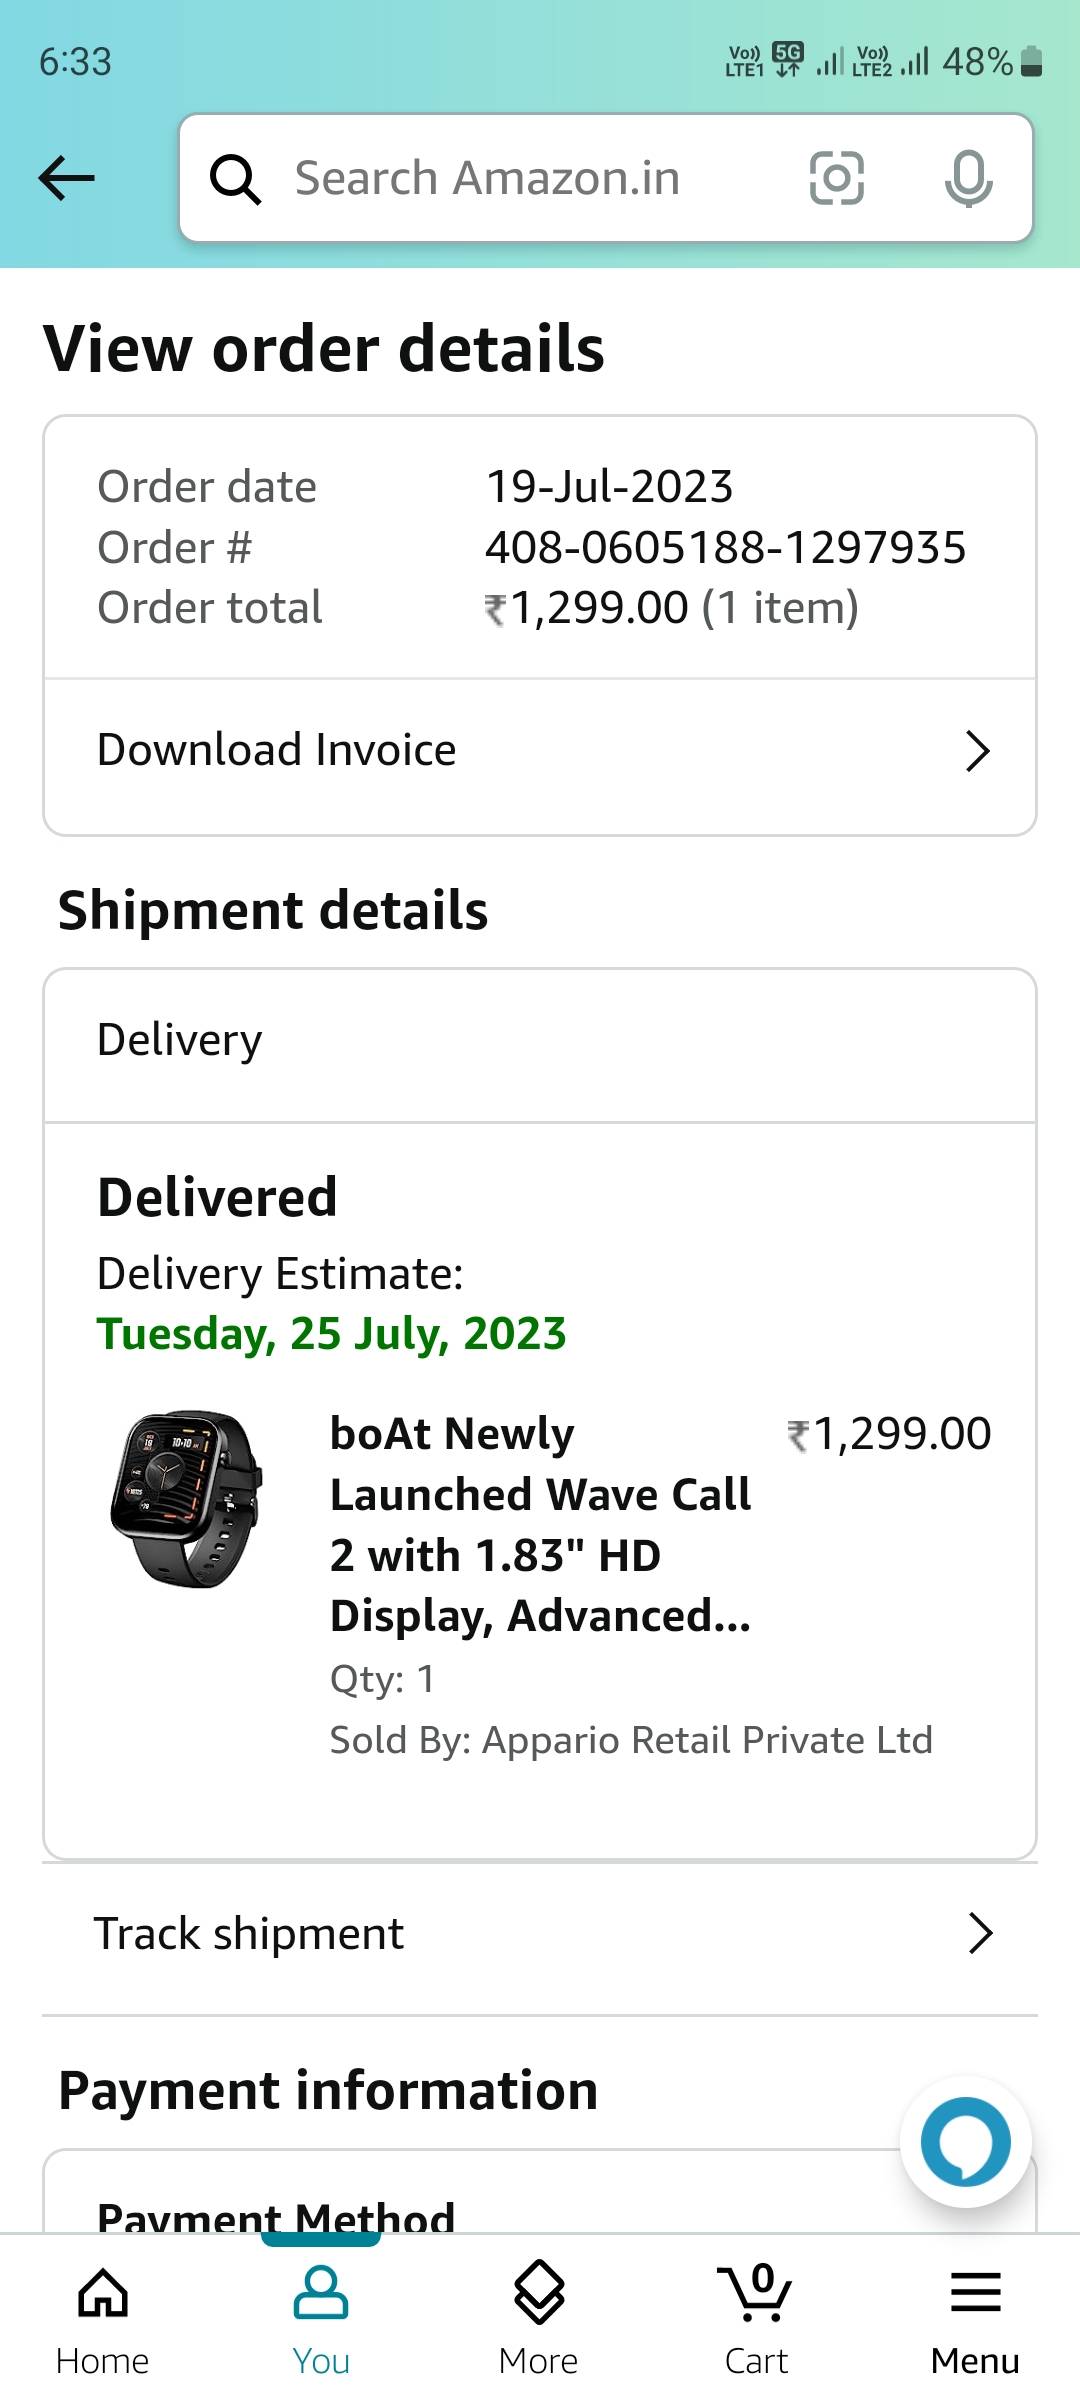 6:33
Vo)) LTE1 5G Vo)) LTE2 48%
Search Amazon.in
View order details
Order date 19-Jul-2023
Order # 408-0605188-1297935
Order total ₹1,299.00 (1 item)
Download Invoice
Shipment details
Delivery
Delivered
Delivery Estimate:
Tuesday, 25 July, 2023
boAt Newly ₹1,299.00
Launched Wave Call
2 with 1.83" HD
Display, Advanced...
Qty: 1
Sold By: Appario Retail Private Ltd
Track shipment
Payment information
Payment Method
0
Home You More Cart Menu